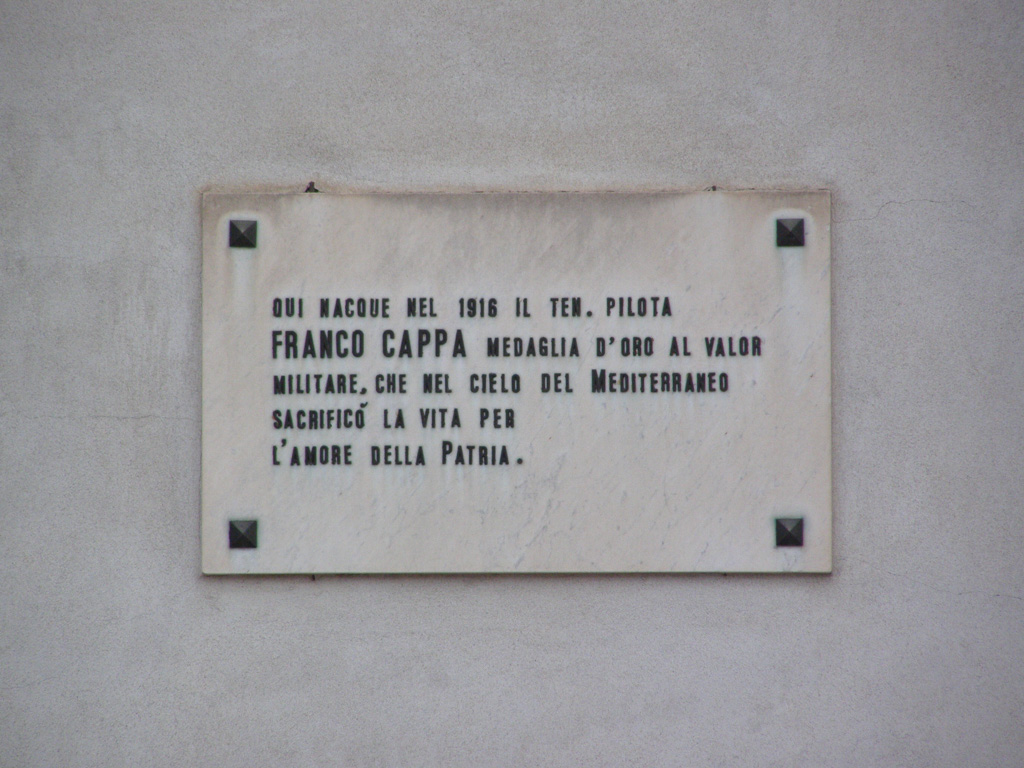 QUI NACQUE NEL 1916 IL TEN. PILOTA
FRANCO CAPPA MEDAGLIA D'ORO AL VALOR
MILITARE, CHE NEL CIELO DEL MEDITERRANEO
SACRIFICÒ LA VITA PER
L'AMORE DELLA PATRIA.